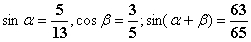 sin α = 5/13, cos β = 3/5; sin(α + β) = 63/65